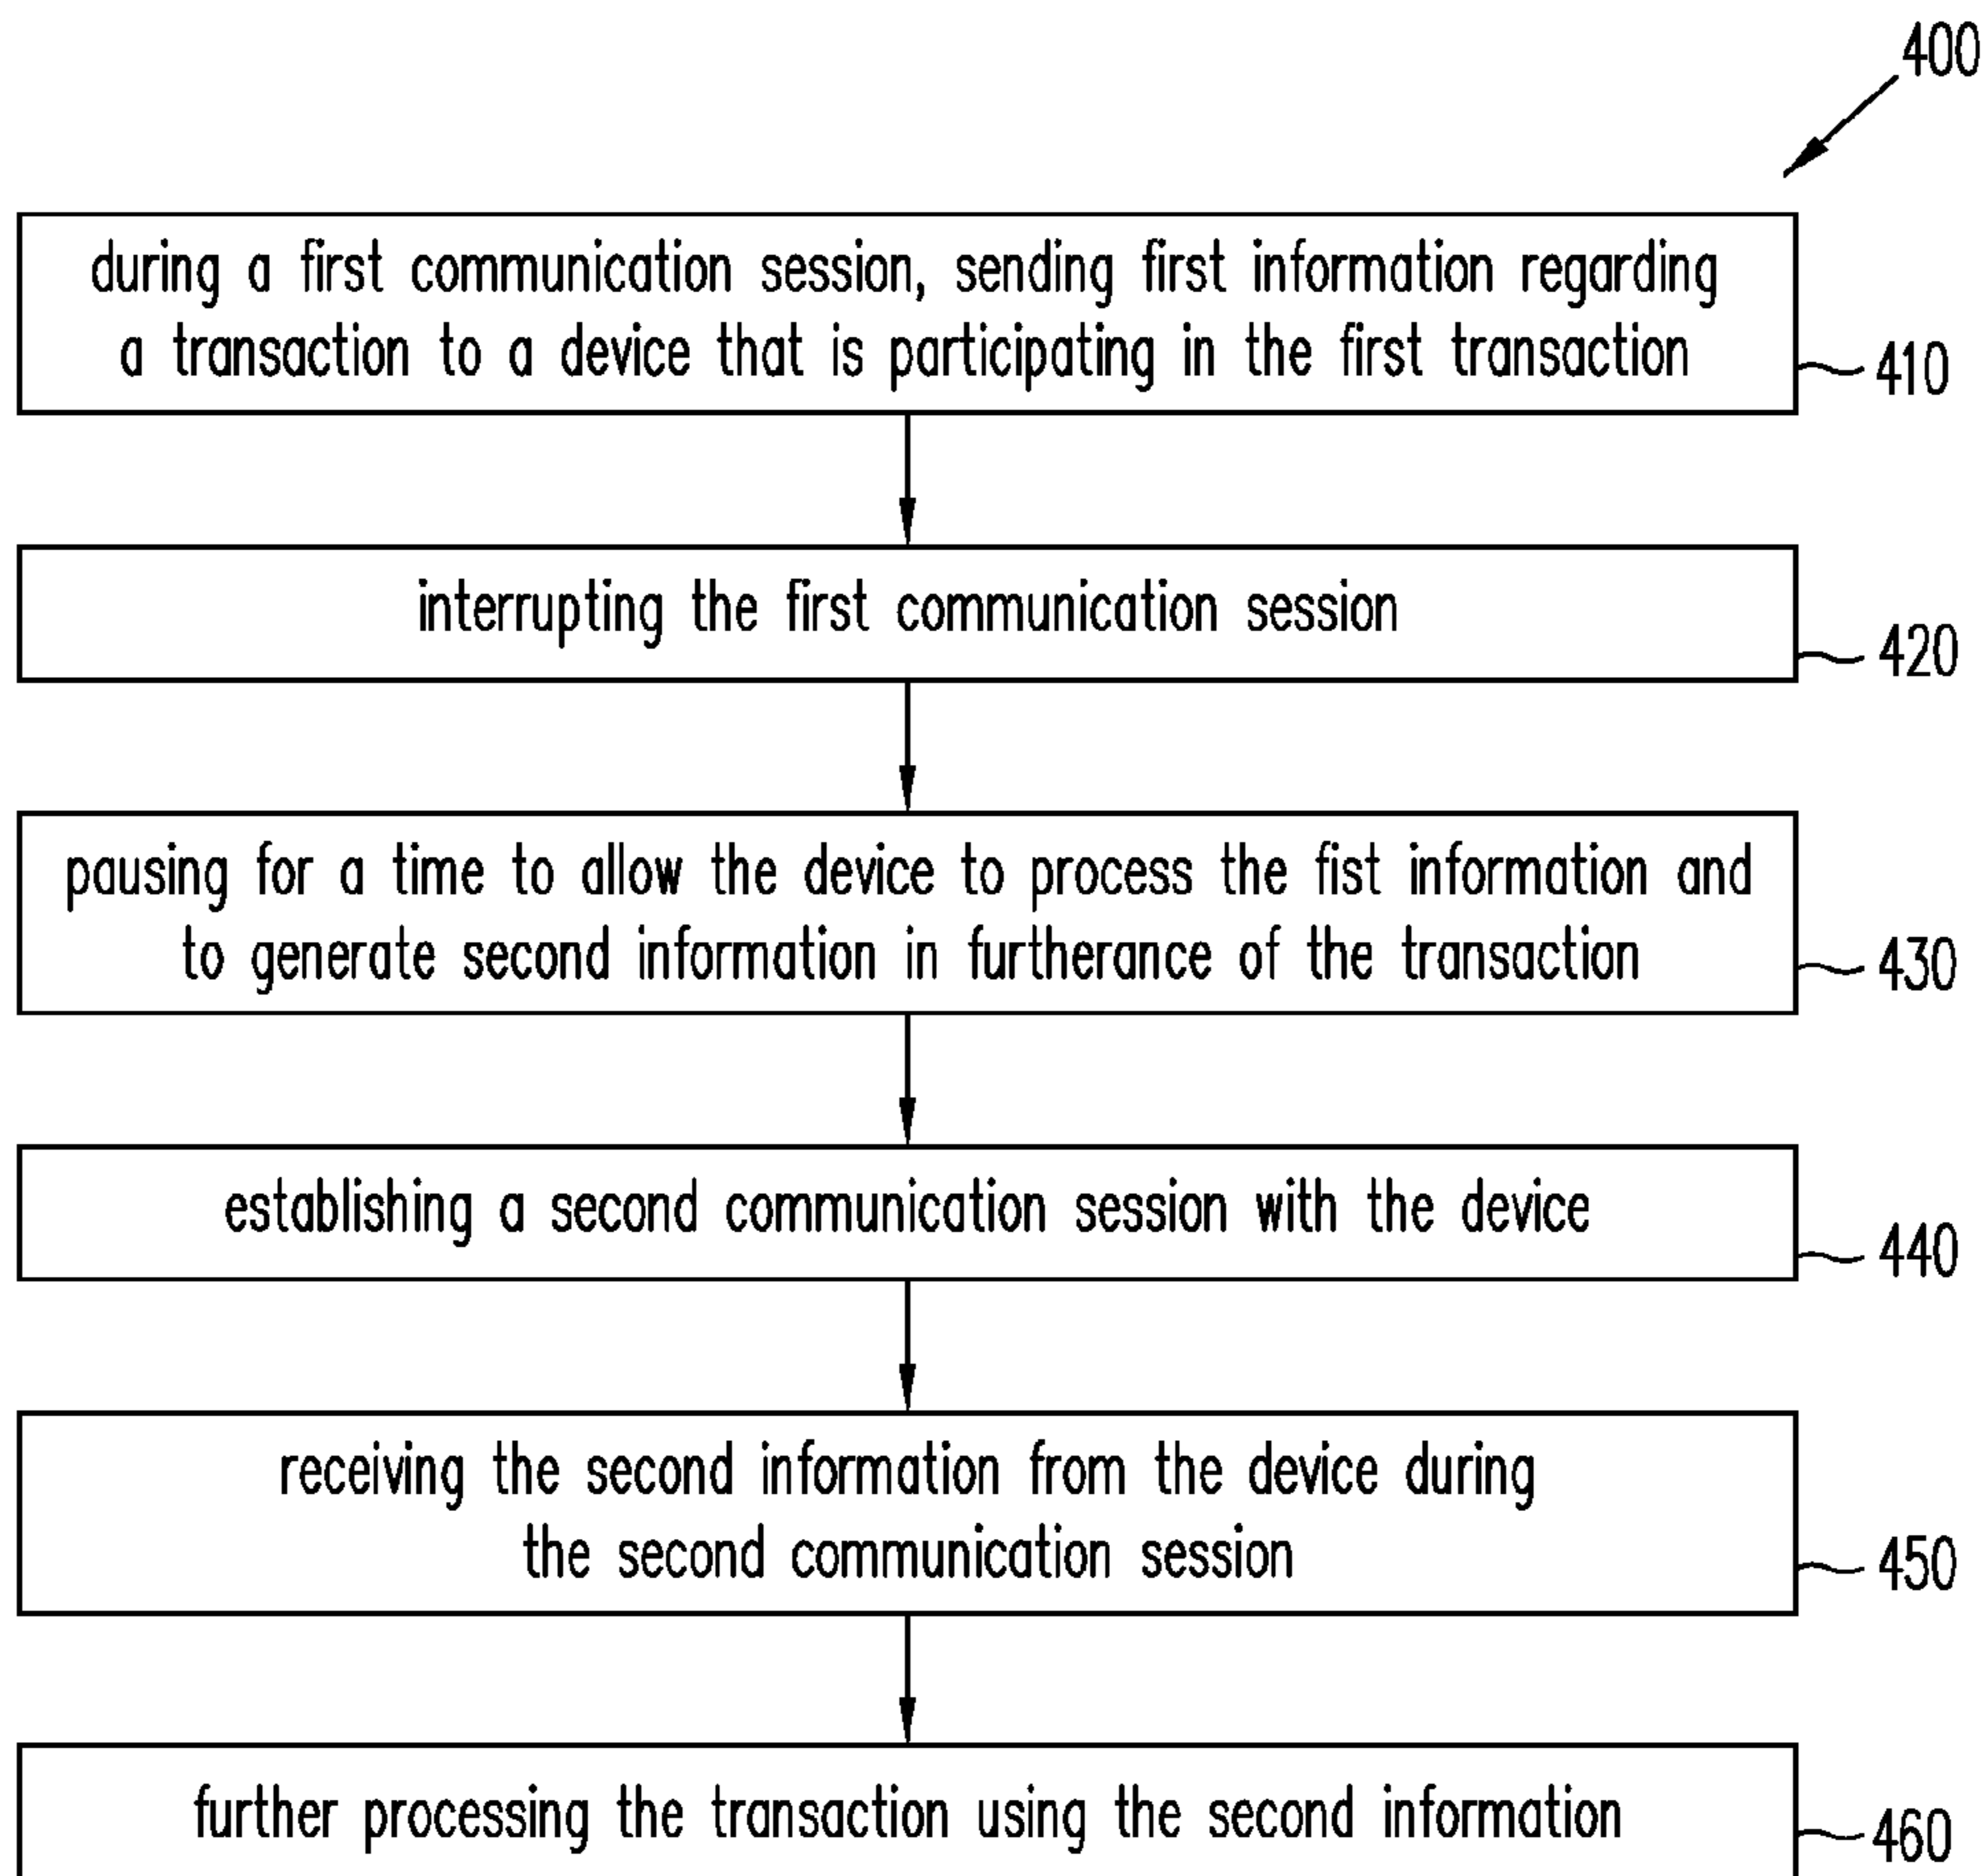 400
during a first communication session, sending first information regarding
a transaction to a device that is participating in the first transaction
410
interrupting the first communication session
420
pausing for a time to allow the device to process the fist information and
to generate second information in furtherance of the transaction
430
establishing a second communication session with the device
440
receiving the second information from the device during
the second communication session
450
further processing the transaction using the second information
460